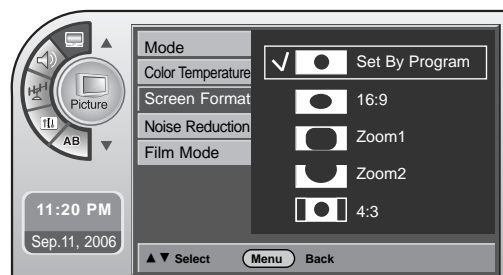 Picture
AB
11:20 PM
Sep.11, 2006
Mode
Color Temperature
Screen Format
Noise Reduction
Film Mode
Set By Program
16:9
Zoom1
Zoom2
4:3
▲▼ Select Menu Back